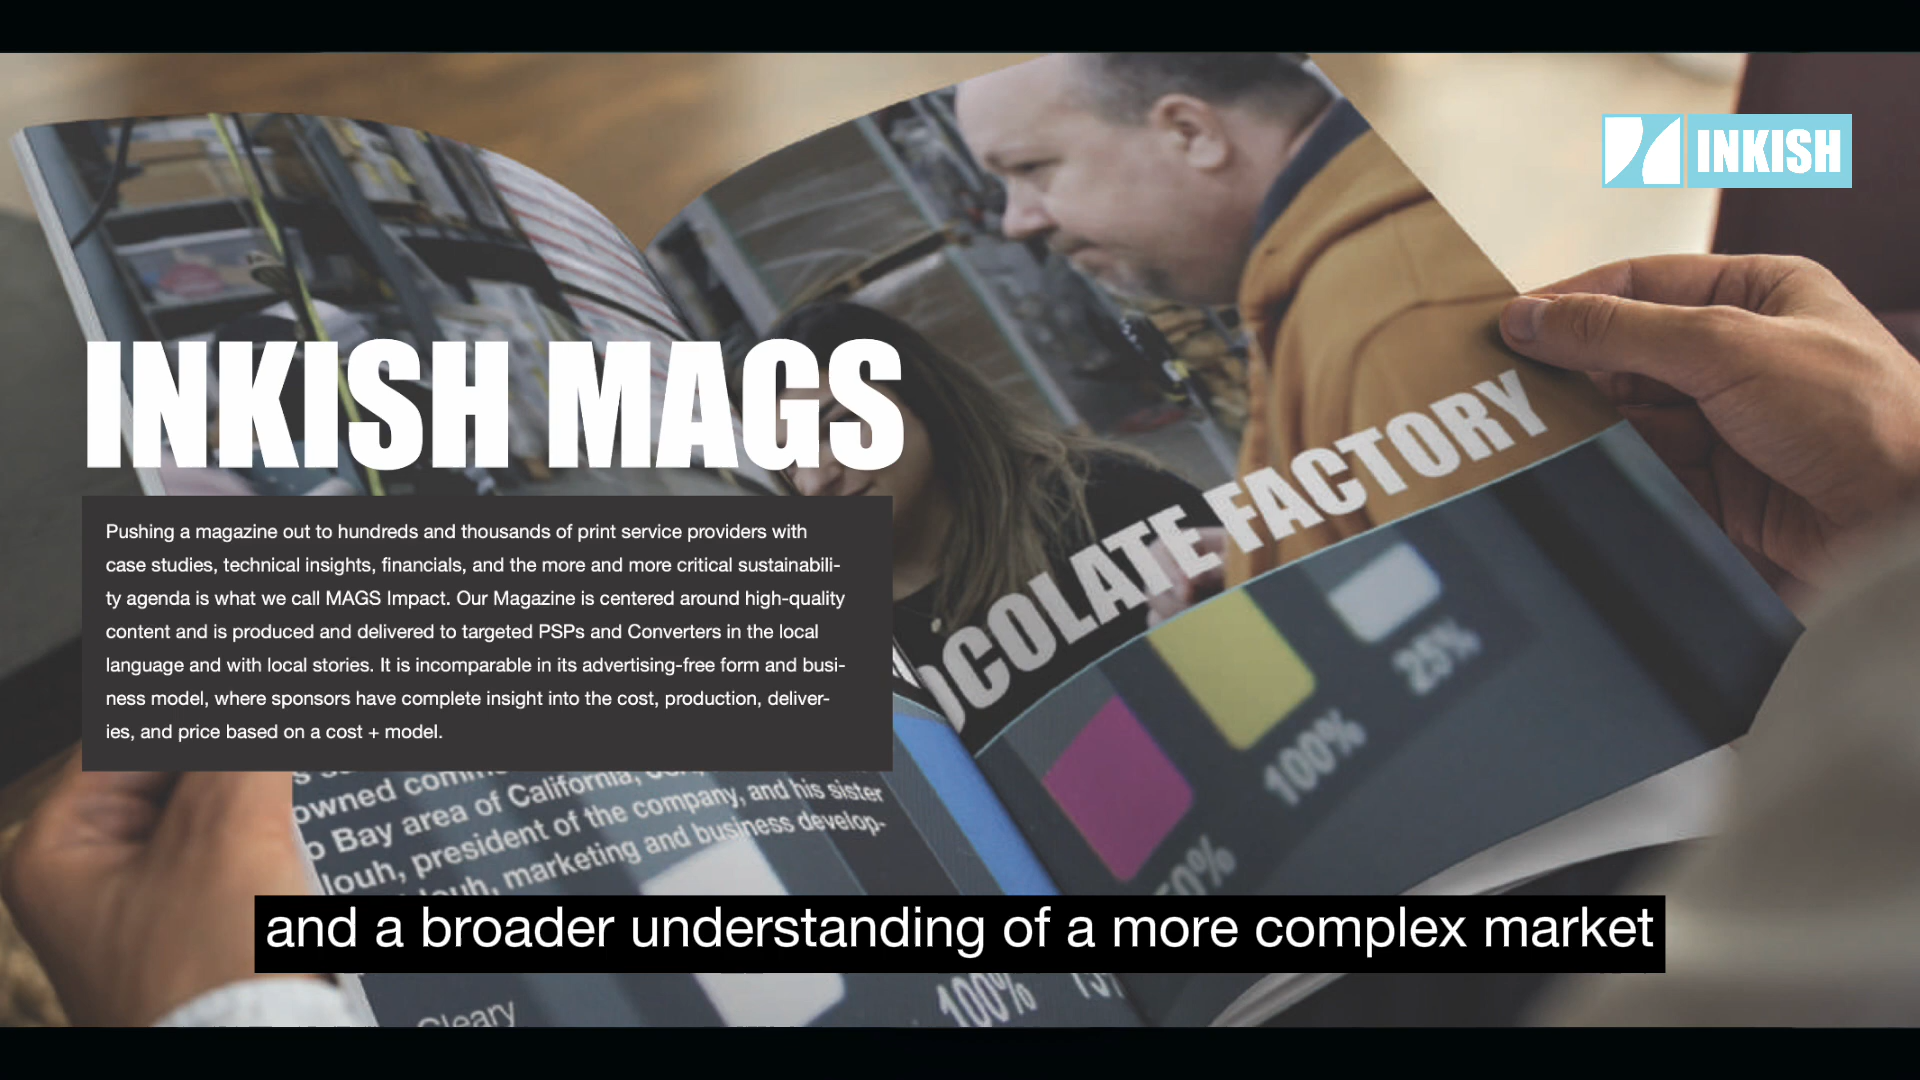 INKISH
INKISH MAGS
Pushing a magazine out to hundreds and thousands of print service providers with
case studies, technical insights, financials, and the more and more critical sustainabili-
ty agenda is what we call MAGS Impact. Our Magazine is centered around high-quality
content and is produced and delivered to targeted PSPs and Converters in the local
language and with local stories. It is incomparable in its advertising-free form and busi-
ness model, where sponsors have complete insight into the cost, production, deliver-
ies, and price based on a cost + model.
FACTORY
25%
100%
owned
Bay area of California,
president of the company, and his sister
marketing and business develop-
and a broader understanding of a more complex market
Cleary
100%